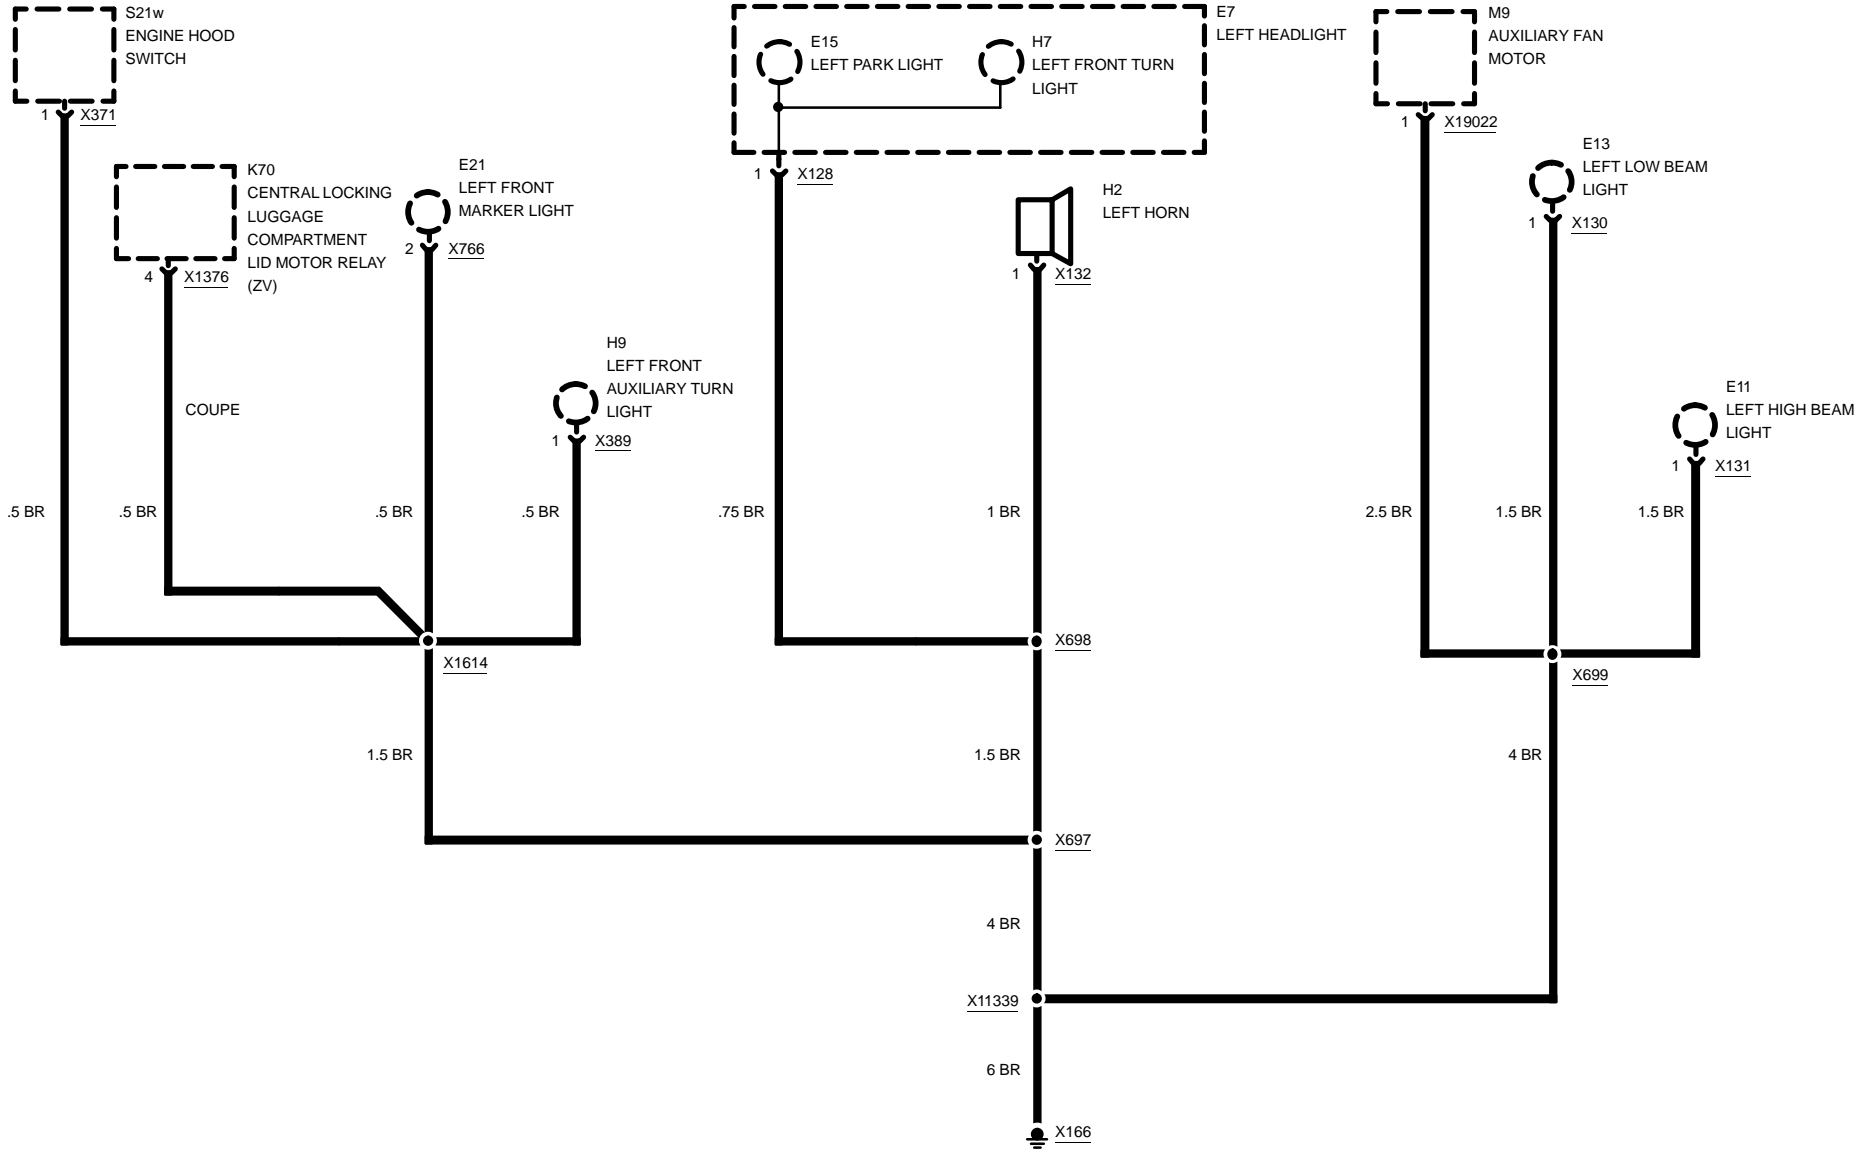 S21w
ENGINE HOOD
SWITCH
1 X371
K70
CENTRAL LOCKING
LUGGAGE
COMPARTMENT
LID MOTOR RELAY
(ZV)
4 X1376
E21
LEFT FRONT
MARKER LIGHT
2 X766
H9
LEFT FRONT
AUXILIARY TURN
LIGHT
1 X389
E15
LEFT PARK LIGHT
H7
LEFT FRONT TURN
LIGHT
E7
LEFT HEADLIGHT
1 X128
H2
LEFT HORN
1 X132
M9
AUXILIARY FAN
MOTOR
1 X19022
E13
LEFT LOW BEAM
LIGHT
1 X130
E11
LEFT HIGH BEAM
LIGHT
1 X131
COUPE
.5 BR .5 BR .5 BR .5 BR .75 BR 1 BR 2.5 BR 1.5 BR 1.5 BR
X1614
X698
X699
1.5 BR 1.5 BR 4 BR
X697
4 BR
X11339
6 BR
X166